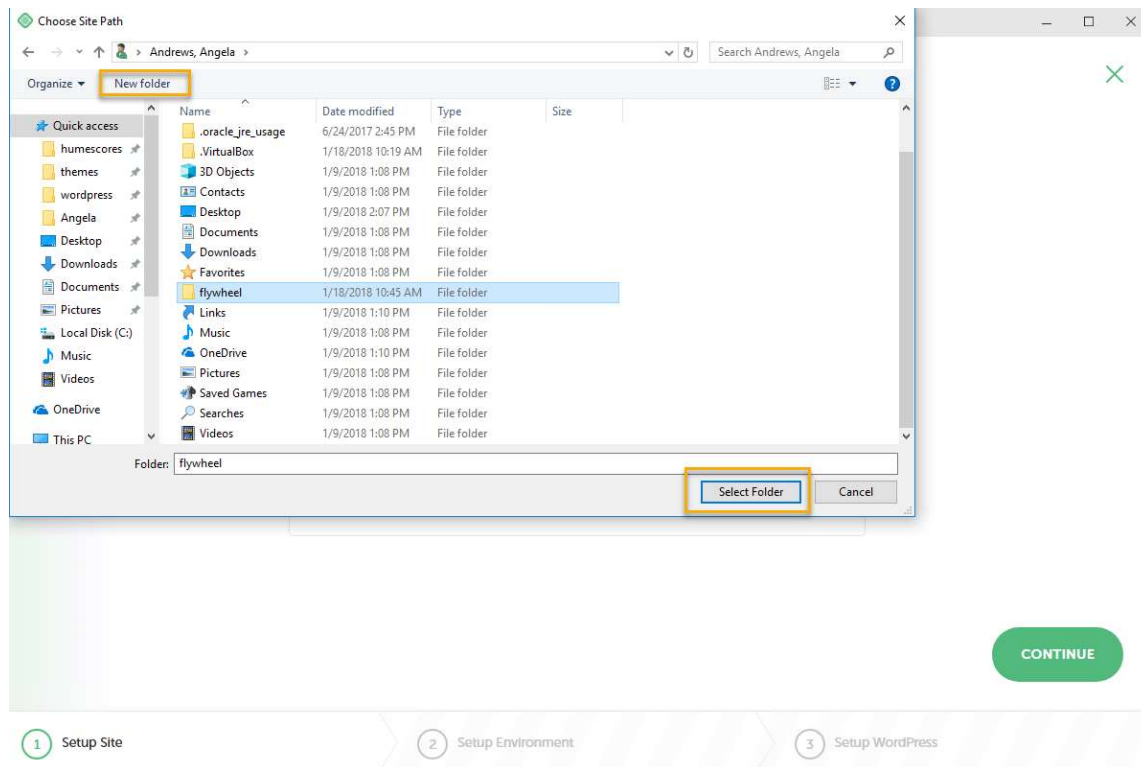 Choose Site Path
Andrews, Angela
Search Andrews, Angela
Organize
New folder
Name Date modified Type Size
Quick access
humescores
themes
wordpress
Angela
Desktop
Downloads
Documents
Pictures
Local Disk (C:)
Music
Videos
OneDrive
This PC
.oracle_jre_usage 6/24/2017 2:45 PM File folder
.VirtualBox 1/18/2018 10:19 AM File folder
3D Objects 1/9/2018 1:08 PM File folder
Contacts 1/9/2018 1:08 PM File folder
Desktop 1/9/2018 2:07 PM File folder
Documents 1/9/2018 1:08 PM File folder
Downloads 1/9/2018 1:08 PM File folder
Favorites 1/9/2018 1:08 PM File folder
flywheel 1/18/2018 10:45 AM File folder
Links 1/9/2018 1:10 PM File folder
Music 1/9/2018 1:08 PM File folder
OneDrive 1/9/2018 1:10 PM File folder
Pictures 1/9/2018 1:08 PM File folder
Saved Games 1/9/2018 1:08 PM File folder
Searches 1/9/2018 1:08 PM File folder
Videos 1/9/2018 1:08 PM File folder
Folder: flywheel
Select Folder
Cancel
CONTINUE
1 Setup Site
2 Setup Environment
3 Setup WordPress